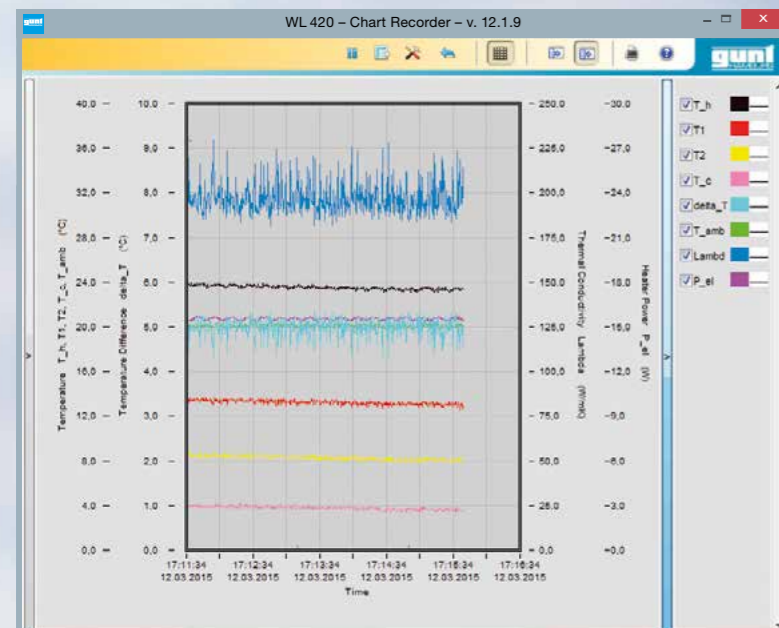 gunt
WL 420 – Chart Recorder – v. 12.1.9
gunt
40,0 10,0 250,0 30,0
36,0 9,0 225,0 27,0
32,0 8,0 200,0 24,0
28,0 7,0 175,0 21,0
24,0 6,0 150,0 18,0
20,0 5,0 125,0 15,0
16,0 4,0 100,0 12,0
12,0 3,0 75,0 9,0
8,0 2,0 50,0 6,0
4,0 1,0 25,0 3,0
0,0 0,0 0,0 0,0
Temperature T_h, T1, T2, T_c, T_amb (°C)
Temperature Difference delta_T (°C)
Thermal Conductivity Lambda (W/mK)
Heater Power P_el (W)
17:11:34 17:12:34 17:13:34 17:14:34 17:15:34 17:16:34
12.03.2015 12.03.2015 12.03.2015 12.03.2015 12.03.2015 12.03.2015
Time
T_h
T1
T2
T_c
delta_T
T_amb
Lambd
P_el